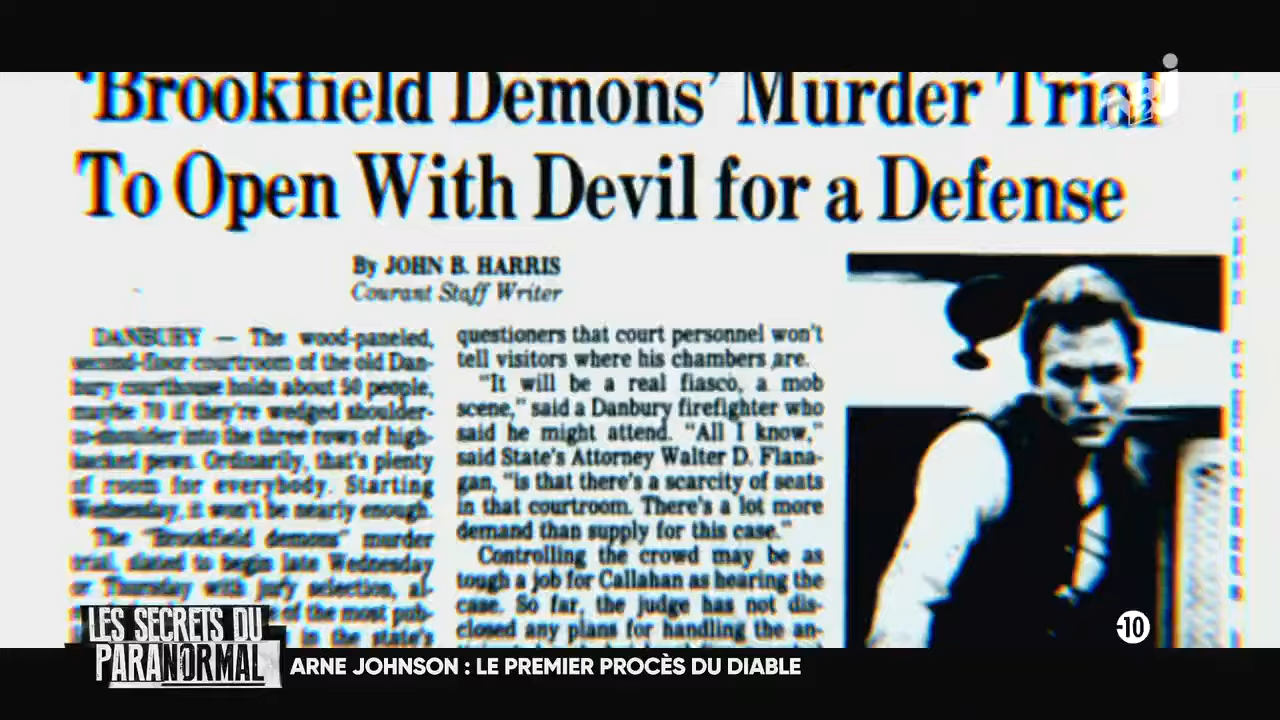 'Brookfield Demons' Murder Trial
To Open With Devil for a Defense
By JOHN B. HARRIS
Courant Staff Writer
DANBURY — The wood-paneled,
second-floor courtroom of the old Dan-
bury courthouse holds about 50 people,
maybe 70 if they're wedged shoulder-
to-shoulder into the three rows of high-
backed pews. Ordinarily, that's plenty
of room for everybody. Starting
Wednesday, it won't be nearly enough.
The "Brookfield demons" murder
trial, slated to begin late Wednesday
or Thursday with jury selection, al-
of the most pub-
in the state's
questioners that court personnel won't
tell visitors where his chambers are.
"It will be a real fiasco, a mob
scene," said a Danbury firefighter who
said he might attend. "All I know,"
said State's Attorney Walter D. Flana-
gan, "is that there's a scarcity of seats
in that courtroom. There's a lot more
demand than supply for this case."
Controlling the crowd may be as
tough a job for Callahan as hearing the
case. So far, the judge has not dis-
closed any plans for handling the an-
NRJ
-10
LES SECRETS DU
PARANORMAL
ARNE JOHNSON : LE PREMIER PROCÈS DU DIABLE